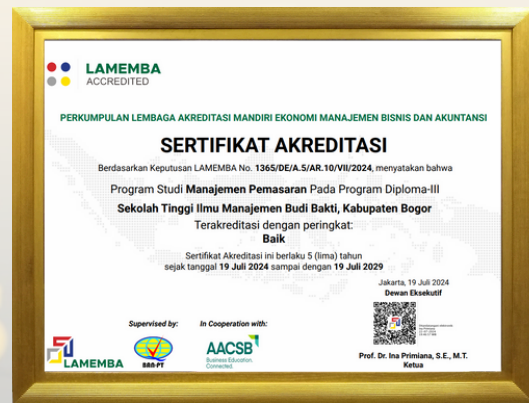 LAMEMBA
ACCREDITED
PERKUMPULAN LEMBAGA AKREDITASI MANDIRI EKONOMI MANAJEMEN BISNIS DAN AKUNTANSI
SERTIFIKAT AKREDITASI
Berdasarkan Keputusan LAMEMBA No. 1365/DE/A.5/AR.10/VII/2024, menyatakan bahwa
Program Studi Manajemen Pemasaran Pada Program Diploma-III
Sekolah Tinggi Ilmu Manajemen Budi Bakti, Kabupaten Bogor
Terakreditasi dengan peringkat:
Baik
Sertifikat Akreditasi ini berlaku 5 (lima) tahun
sejak tanggal 19 Juli 2024 sampai dengan 19 Juli 2029
Jakarta, 19 Juli 2024
Dewan Eksekutif
Prof. Dr. Ina Primiana, S.E., M.T.
Ketua
Supervised by:
In Cooperation with:
LAMEMBA
BAN-PT
AACSB
Business Education.
Connected.